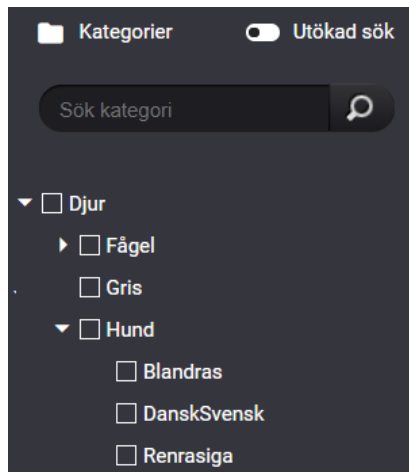 Kategorier Utökad sök
Sök kategori
Djur
Fågel
Gris
Hund
Blandras
DanskSvensk
Renrasiga